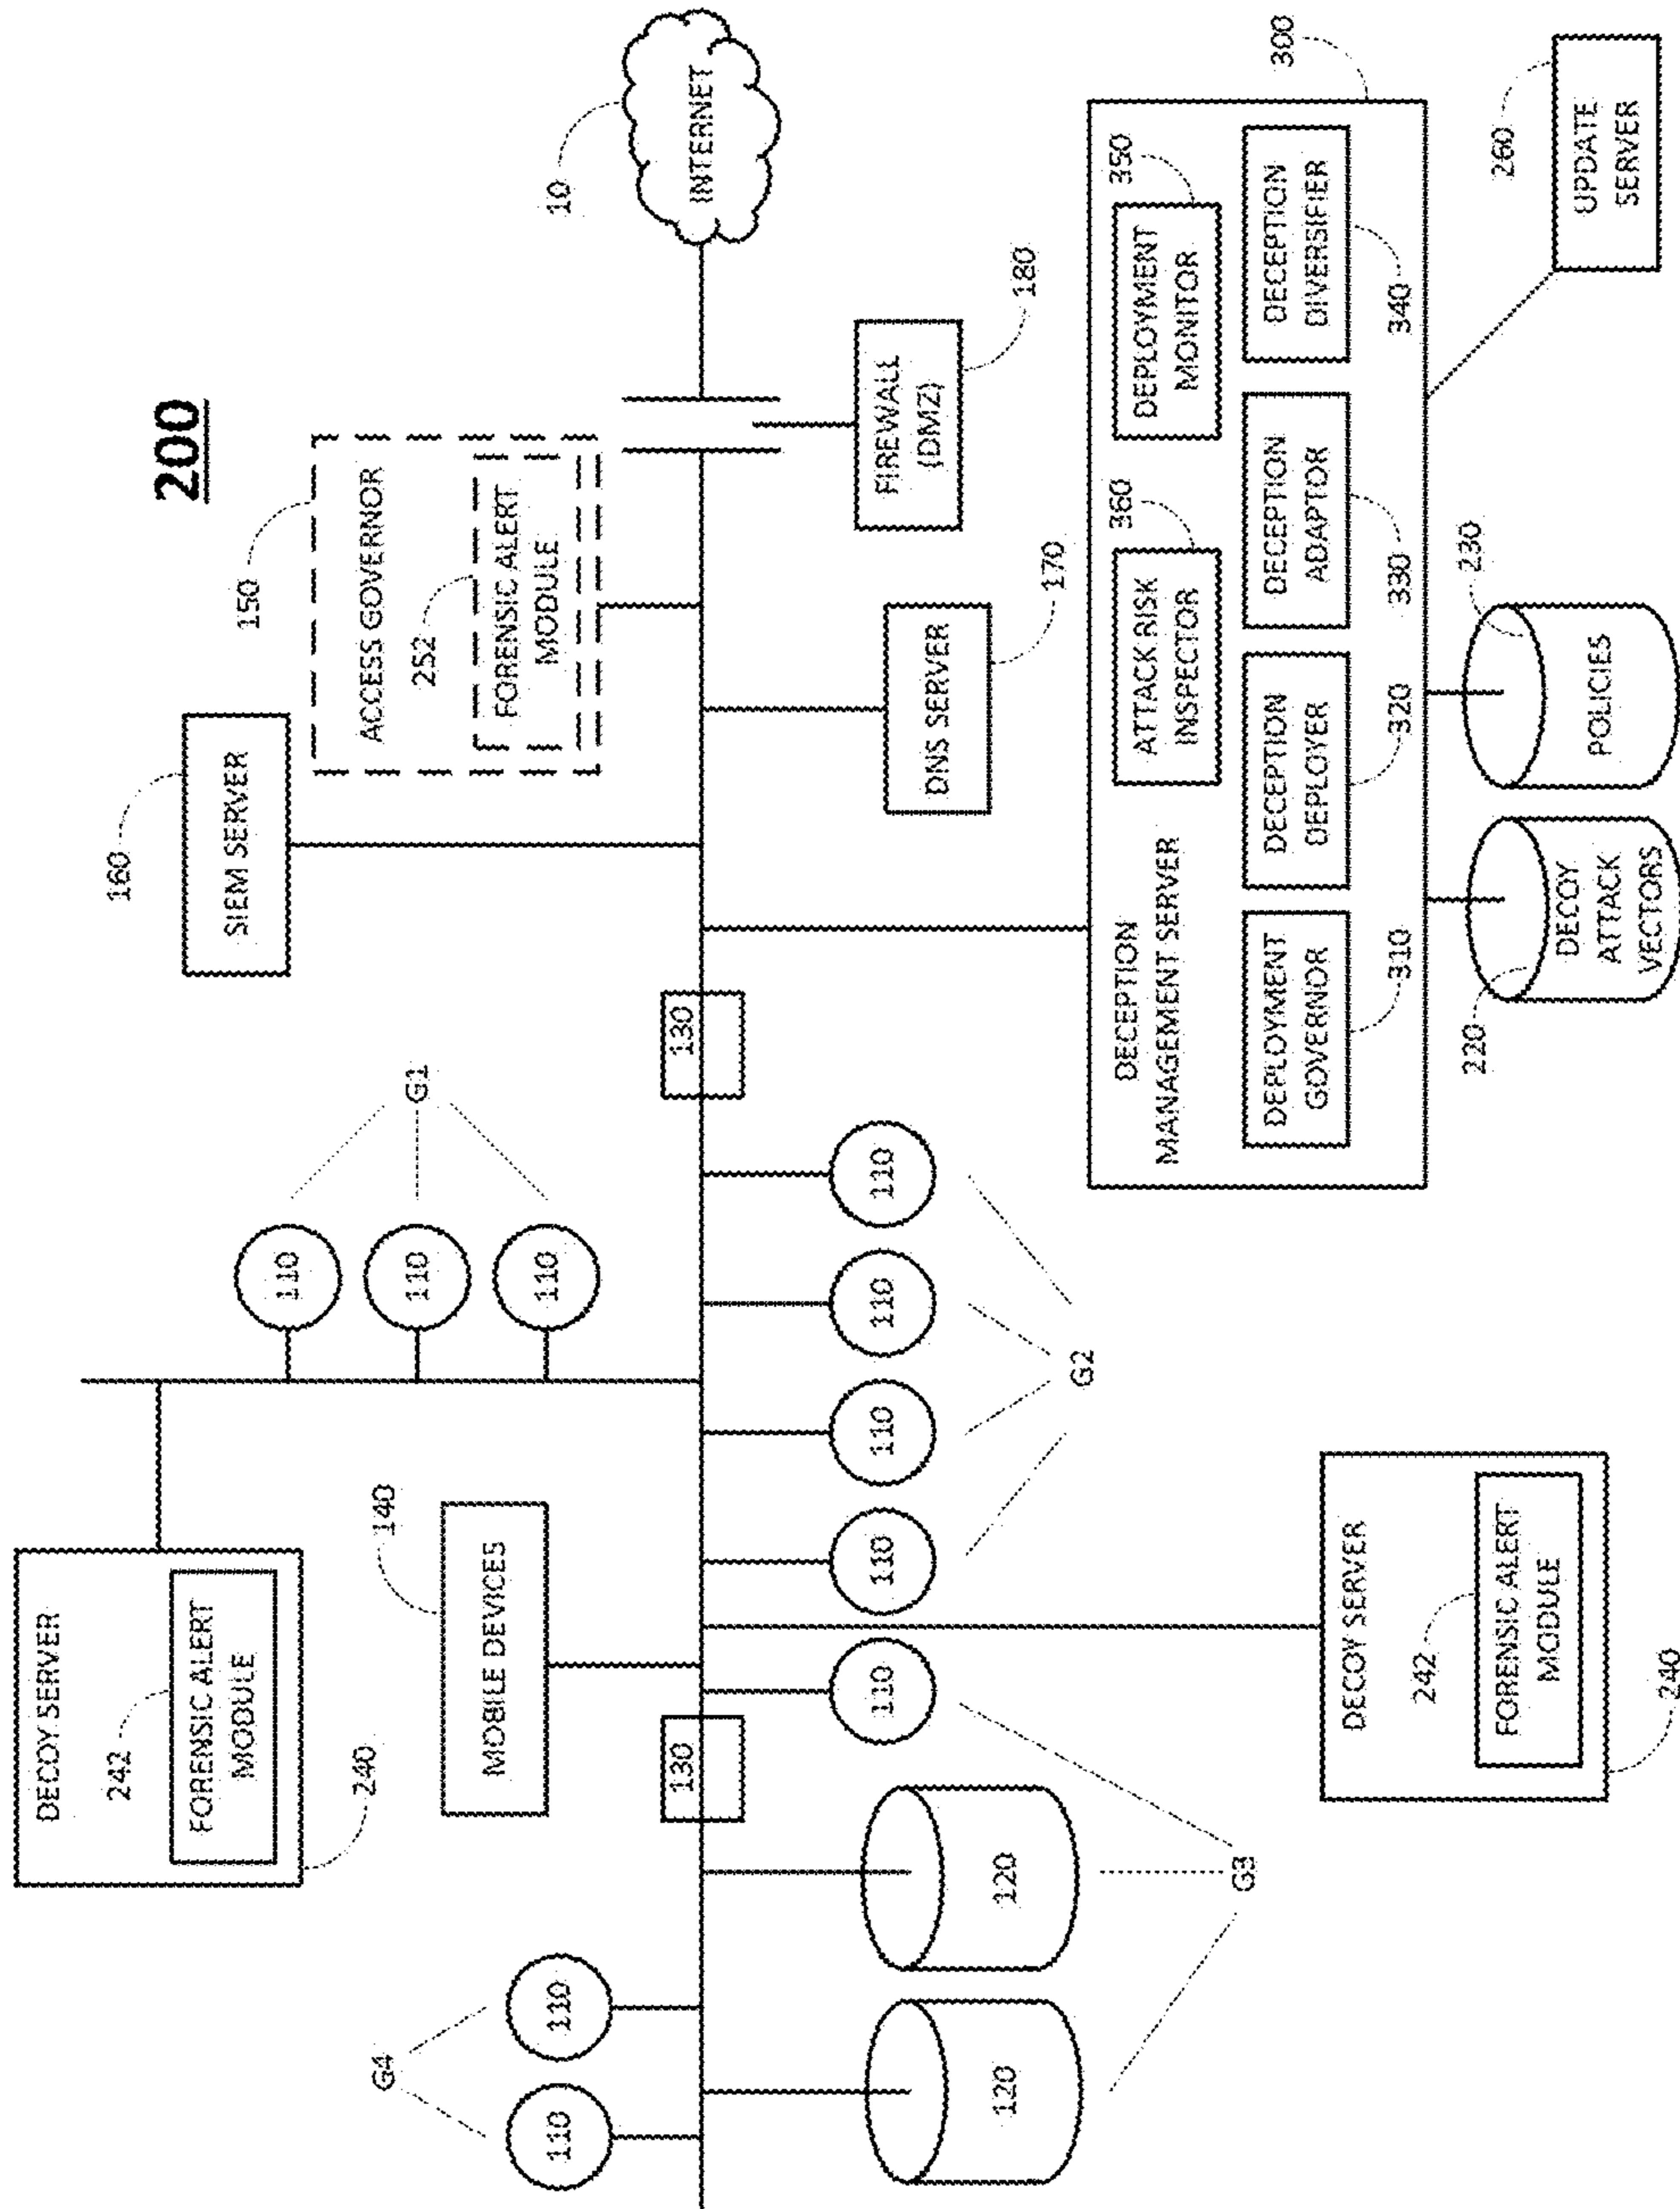 200
DECOY SERVER
242
FORENSIC ALERT
MODULE
240
MOBILE DEVICES
140
110
110
110
G1
SIEM SERVER
160
150
ACCESS GOVERNOR
252
FORENSIC ALERT
MODULE
10
INTERNET
G4
110
110
130
130
120
120
110
110
110
110
110
G3
G2
DNS SERVER
170
FIREWALL
(DMZ)
180
DECOY SERVER
242
FORENSIC ALERT
MODULE
240
DECEPTION
MANAGEMENT SERVER
300
ATTACK RISK
INSPECTOR
360
DEPLOYMENT
MONITOR
350
DEPLOYMENT
GOVERNOR
310
DECEPTION
DEPLOYER
320
DECEPTION
ADAPTOR
330
DECEPTION
DIVERSIFIER
340
220
DECOY
ATTACK
VECTORS
230
POLICIES
260
UPDATE
SERVER